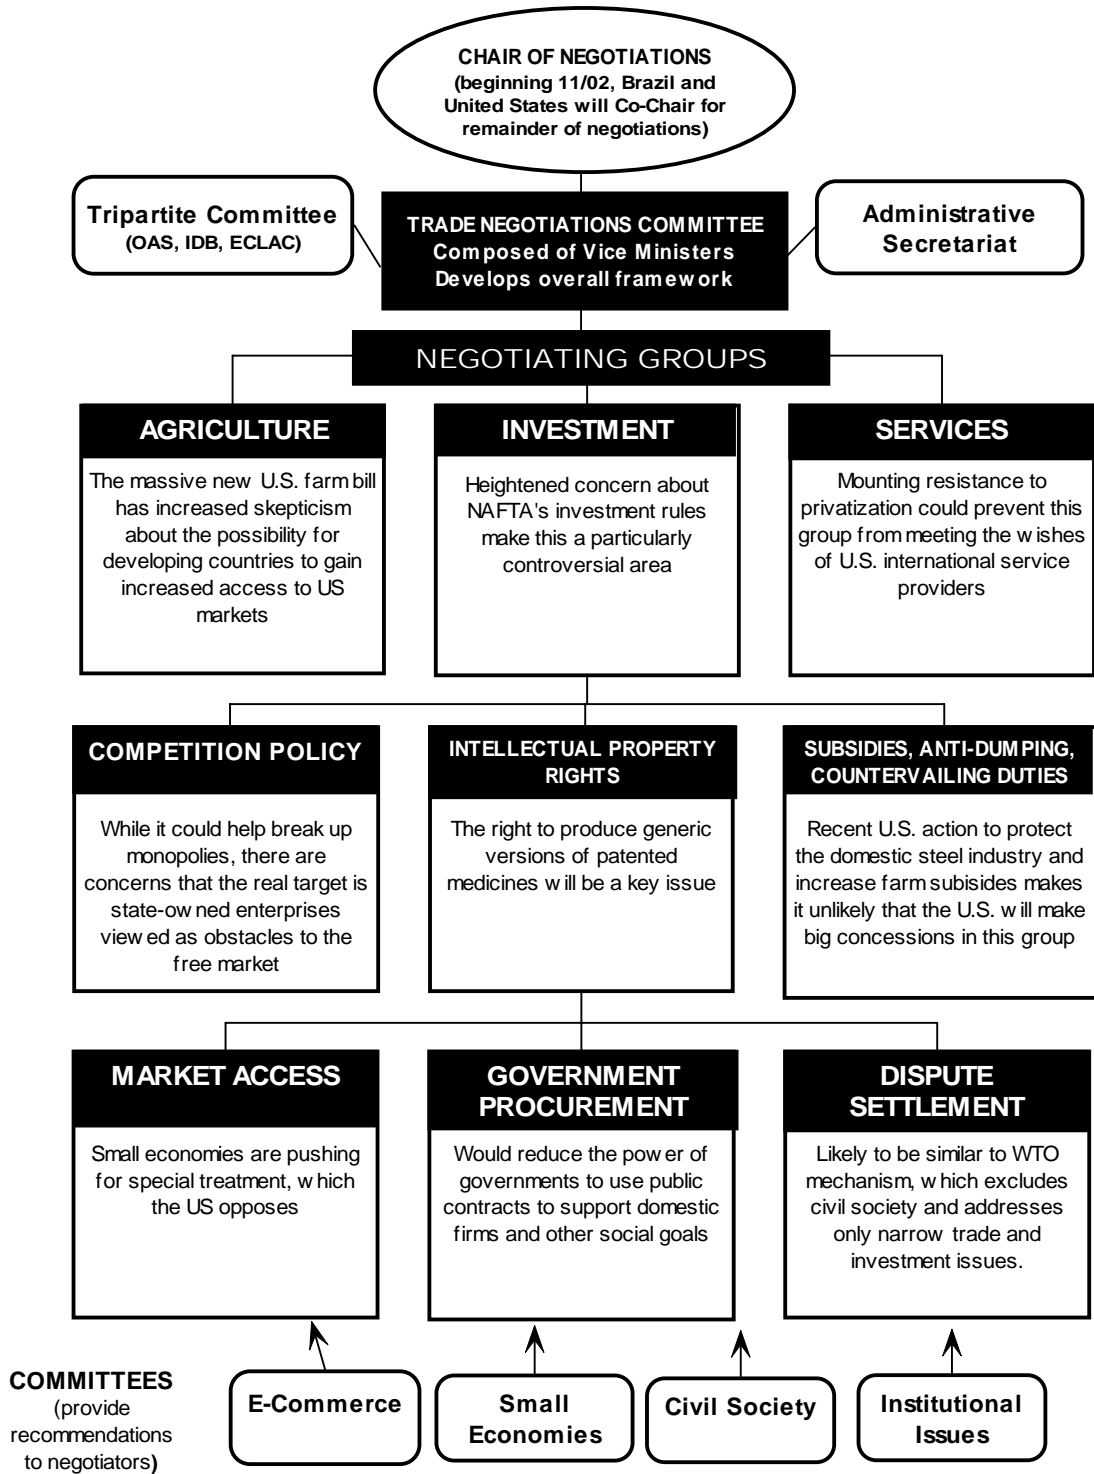 CHAIR OF NEGOTIATIONS
(beginning 11/02, Brazil and
United States will Co-Chair for
remainder of negotiations)
Tripartite Committee
(OAS, IDB, ECLAC)
TRADE NEGOTIATIONS COMMITTEE
Composed of Vice Ministers
Develops overall framework
Administrative
Secretariat
NEGOTIATING GROUPS
AGRICULTURE
The massive new U.S. farm bill
has increased skepticism
about the possibility for
developing countries to gain
increased access to US
markets
INVESTMENT
Heightened concern about
NAFTA's investment rules
make this a particularly
controversial area
SERVICES
Mounting resistance to
privatization could prevent this
group from meeting the wishes
of U.S. international service
providers
COMPETITION POLICY
While it could help break up
monopolies, there are
concerns that the real target is
state-owned enterprises
viewed as obstacles to the
free market
INTELLECTUAL PROPERTY
RIGHTS
The right to produce generic
versions of patented
medicines will be a key issue
SUBSIDIES, ANTI-DUMPING,
COUNTERVAILING DUTIES
Recent U.S. action to protect
the domestic steel industry and
increase farm subisides makes
it unlikely that the U.S. will make
big concessions in this group
MARKET ACCESS
Small economies are pushing
for special treatment, which
the US opposes
GOVERNMENT
PROCUREMENT
Would reduce the power of
governments to use public
contracts to support domestic
firms and other social goals
DISPUTE
SETTLEMENT
Likely to be similar to WTO
mechanism, which excludes
civil society and addresses
only narrow trade and
investment issues.
COMMITTEES
(provide
recommendations
to negotiators)
E-Commerce
Small
Economies
Civil Society
Institutional
Issues